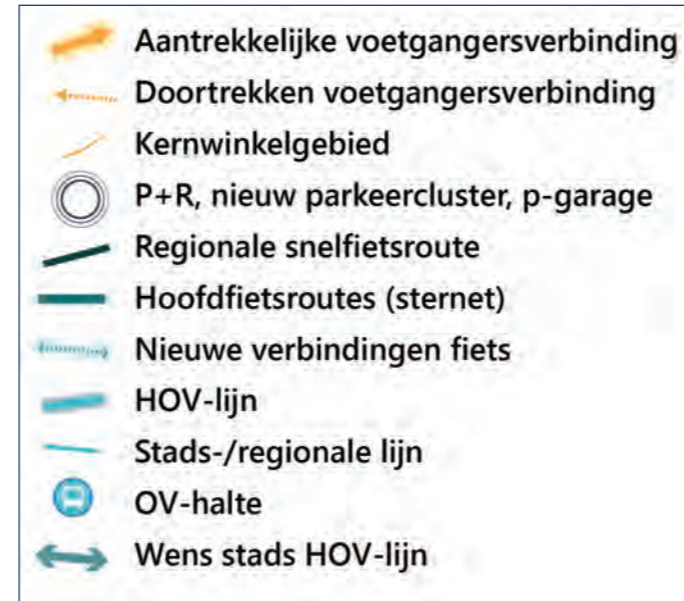 Aantrekkelijke voetgangersverbinding
Doortrekken voetgangersverbinding
Kernwinkelgebied
P+R, nieuw parkeercluster, p-garage
Regionale snelfietsroute
Hoofdfietsroutes (sternet)
Nieuwe verbindingen fiets
HOV-lijn
Stads-/regionale lijn
OV-halte
Wens stads HOV-lijn